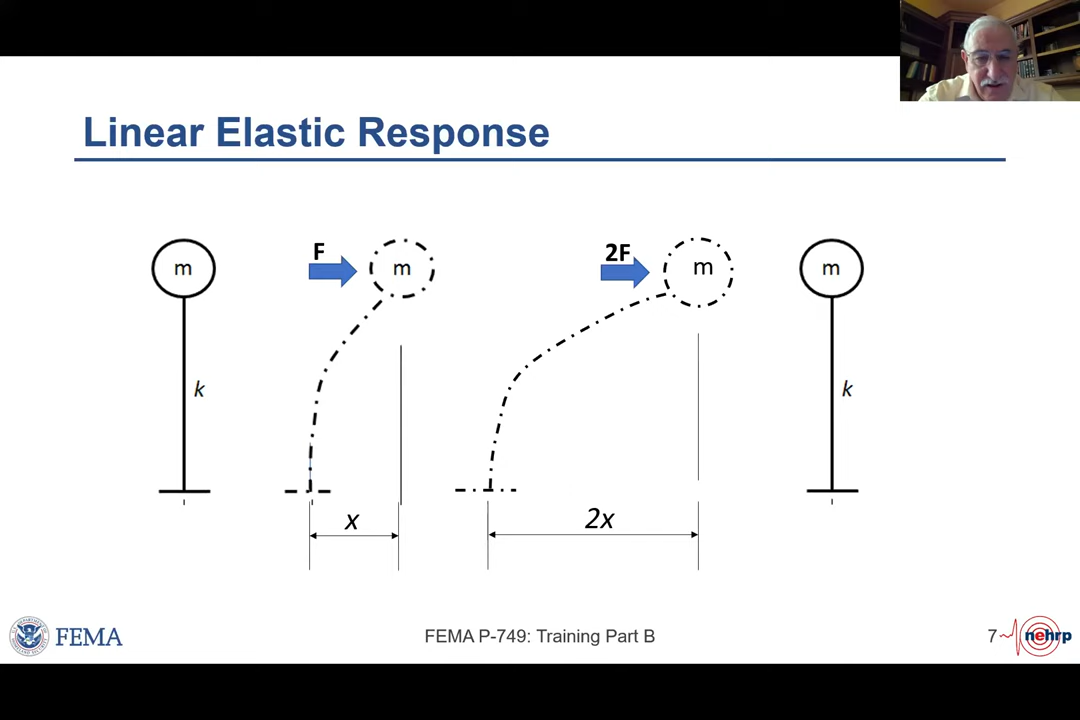 Linear Elastic Response
m
F
m
2F
m
m
k
k
x
2x
FEMA
FEMA P-749: Training Part B
7
nehrp